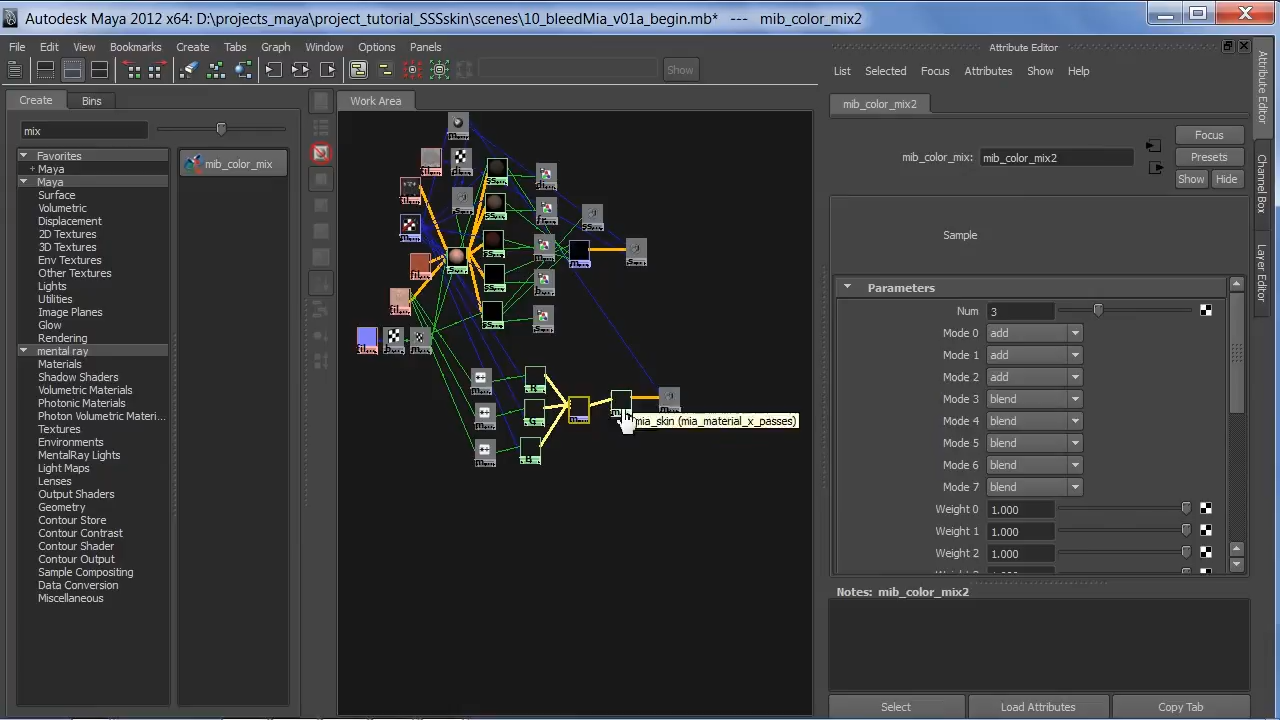 Autodesk Maya 2012 x64: D:\projects_maya\project_tutorial_SSSskin\scenes\10_bleedMia_v01a_begin.mb* --- mib_color_mix2
File Edit View Bookmarks Create Tabs Graph Window Options Panels
Show
Create Bins
mix
Favorites
+ Maya
Maya
Surface
Volumetric
Displacement
2D Textures
3D Textures
Env Textures
Other Textures
Lights
Utilities
Image Planes
Glow
Rendering
mental ray
Materials
Shadow Shaders
Volumetric Materials
Photonic Materials
Photon Volumetric Materi...
Textures
Environments
MentalRay Lights
Light Maps
Lenses
Output Shaders
Geometry
Contour Store
Contour Contrast
Contour Shader
Contour Output
Sample Compositing
Data Conversion
Miscellaneous
mib_color_mix
Work Area
mia_skin (mia_material_x_passes)
Attribute Editor
List Selected Focus Attributes Show Help
mib_color_mix2
mib_color_mix: mib_color_mix2
Focus
Presets
Show Hide
Sample
Parameters
Num 3
Mode 0 add
Mode 1 add
Mode 2 add
Mode 3 blend
Mode 4 blend
Mode 5 blend
Mode 6 blend
Mode 7 blend
Weight 0 1.000
Weight 1 1.000
Weight 2 1.000
Notes: mib_color_mix2
Select Load Attributes Copy Tab
Attribute Editor
Channel Box
Layer Editor